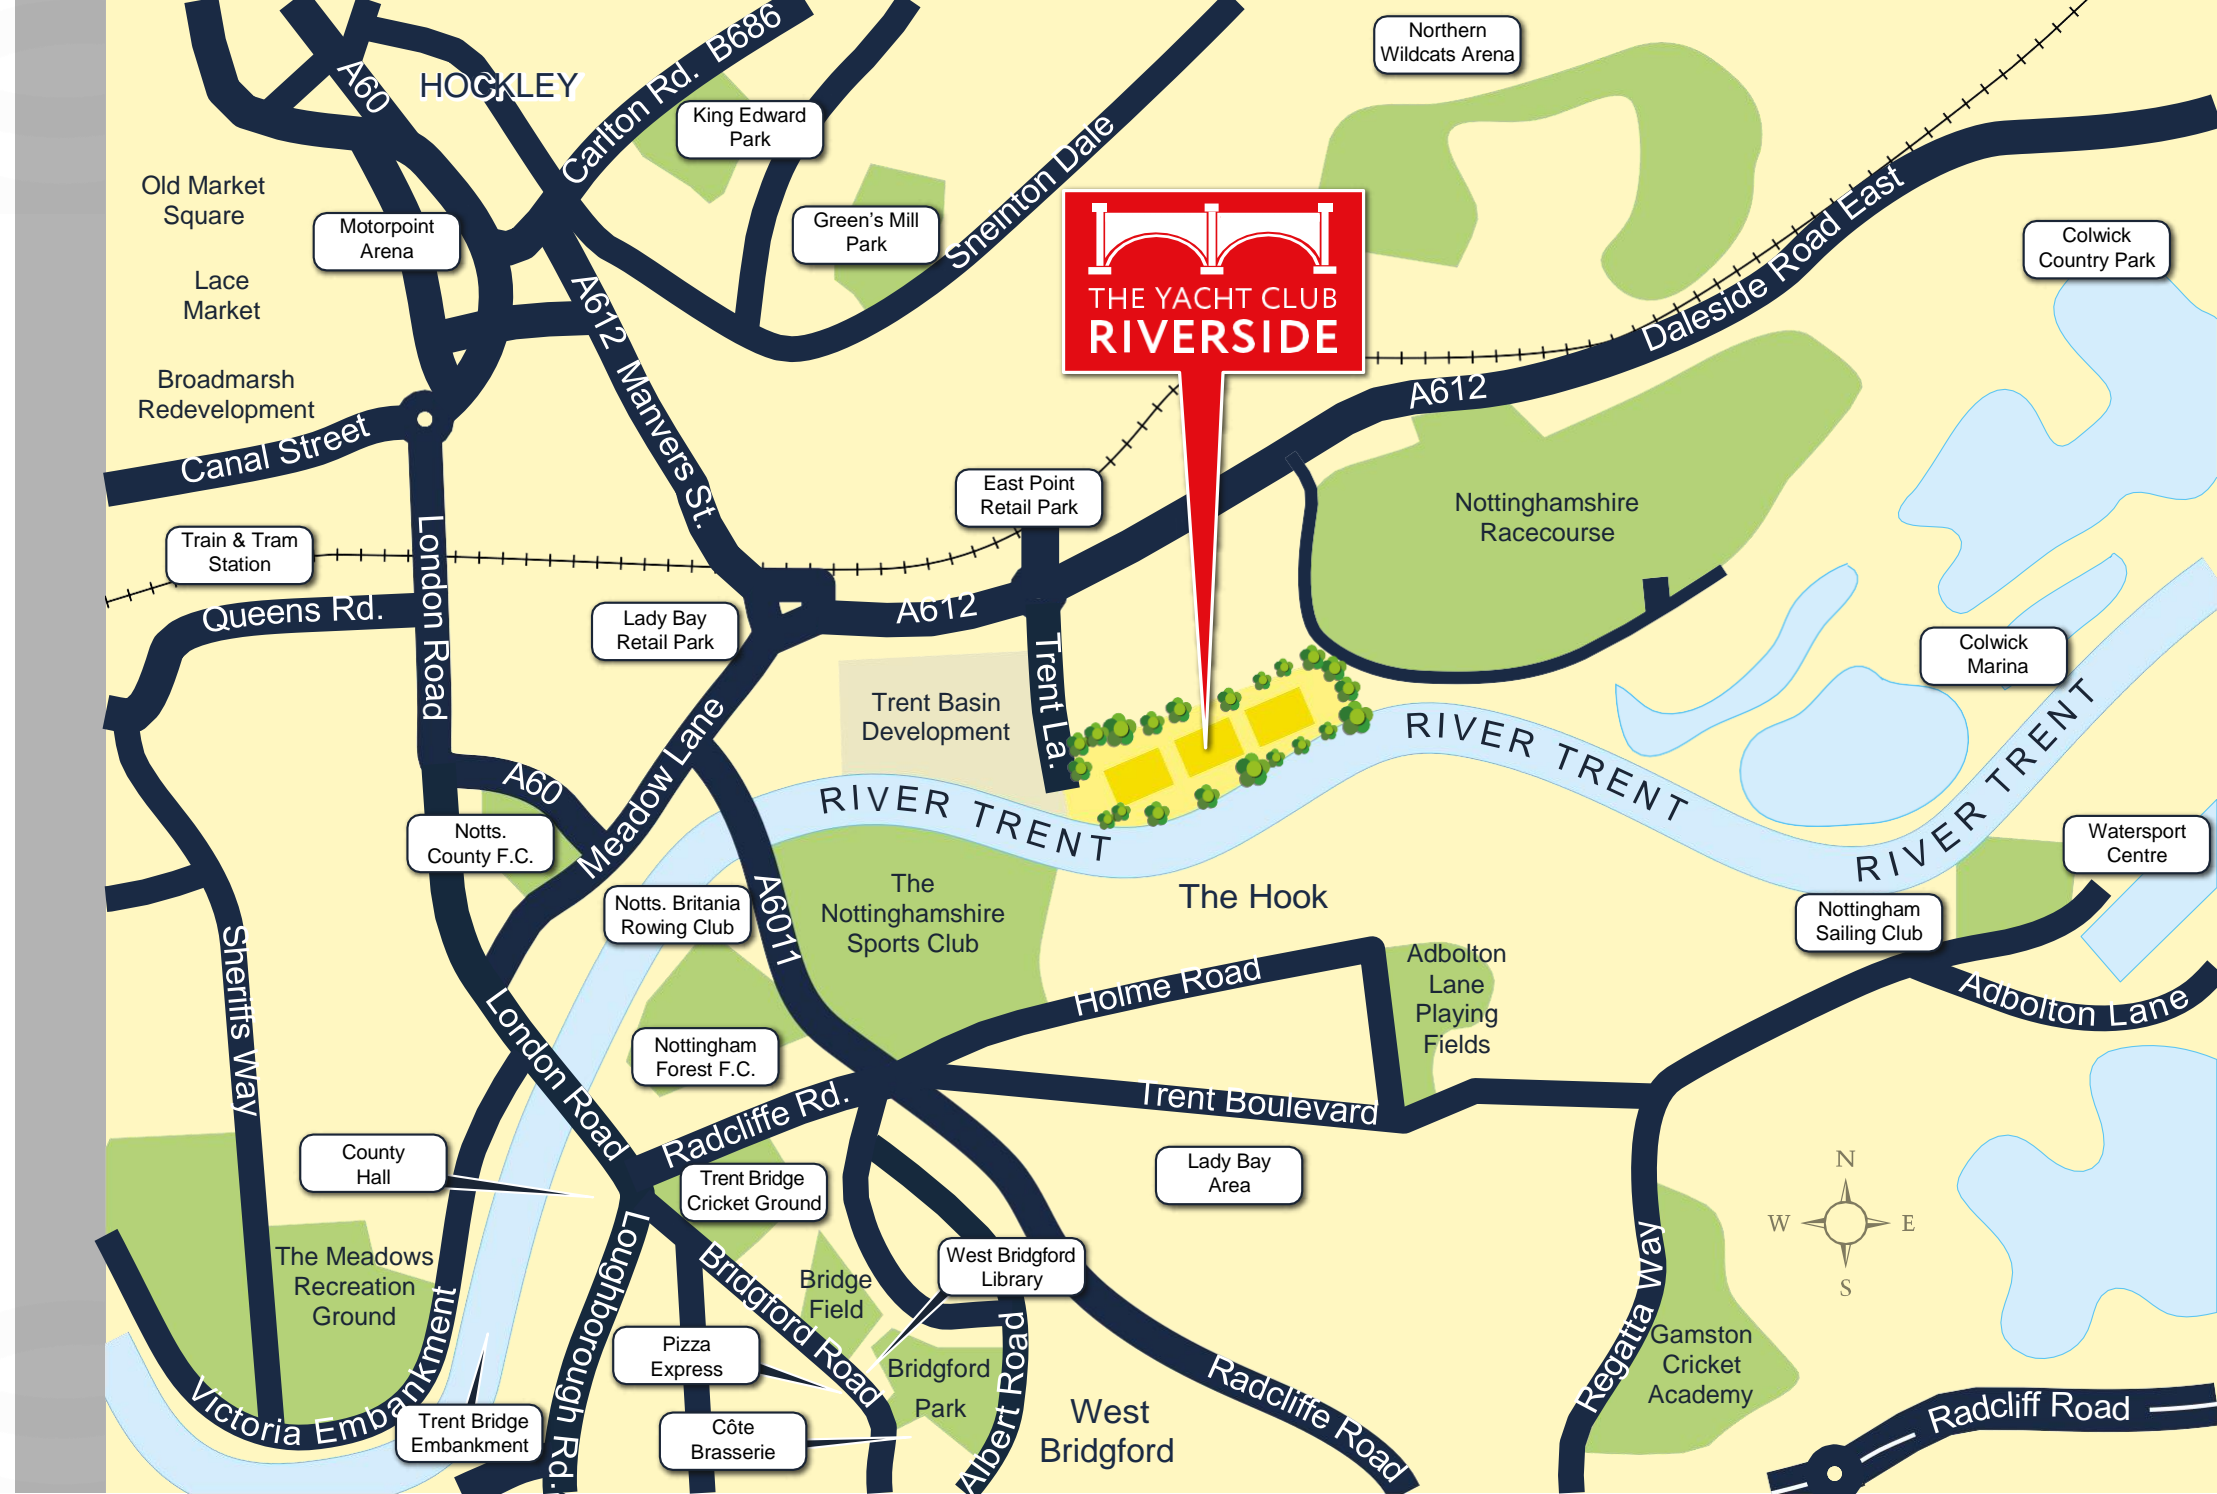 Northern
Wildcats Arena
A60
HOCKLEY
Carlton Rd. B686
King Edward
Park
Old Market
Square
Motorpoint
Arena
Green's Mill
Park
Sneinton Dale
THE YACHT CLUB
RIVERSIDE
Daleside Road East
Colwick
Country Park
Lace
Market
A612 Manvers St.
Broadmarsh
Redevelopment
A612
Canal Street
East Point
Retail Park
Nottinghamshire
Racecourse
Train & Tram
Station
London Road
Queens Rd.
Lady Bay
Retail Park
A612
Trent La.
Colwick
Marina
Trent Basin
Development
Meadow Lane
A60
RIVER TRENT
RIVER TRENT
RIVER TRENT
Notts.
County F.C.
Watersport
Centre
The
Nottinghamshire
Sports Club
The Hook
Notts. Britania
Rowing Club
A6011
Nottingham
Sailing Club
Sheriffs Way
Holme Road
Adbolton
Lane
Playing
Fields
Adbolton Lane
London Road
Nottingham
Forest F.C.
Radcliffe Rd.
Trent Boulevard
County
Hall
Trent Bridge
Cricket Ground
Lady Bay
Area
N
W
E
S
The Meadows
Recreation
Ground
Loughborough Rd.
Bridgford Road
Bridge
Field
West Bridgford
Library
Regatta Way
Gamston
Cricket
Academy
Pizza
Express
Bridgford
Park
Albert Road
Radcliffe Road
Victoria Embankment
Trent Bridge
Embankment
Côte
Brasserie
West
Bridgford
Radcliff Road